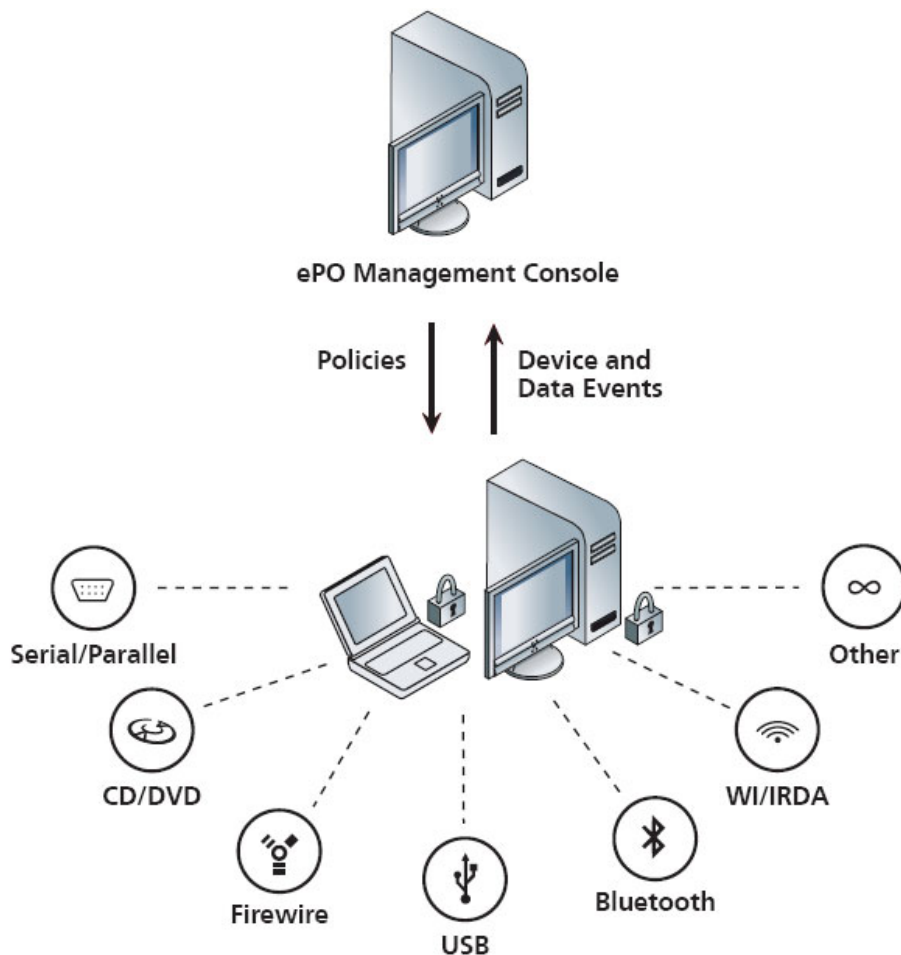 ePO Management Console
Policies
Device and
Data Events
Serial/Parallel
Other
CD/DVD
WI/IRDA
Firewire
Bluetooth
USB